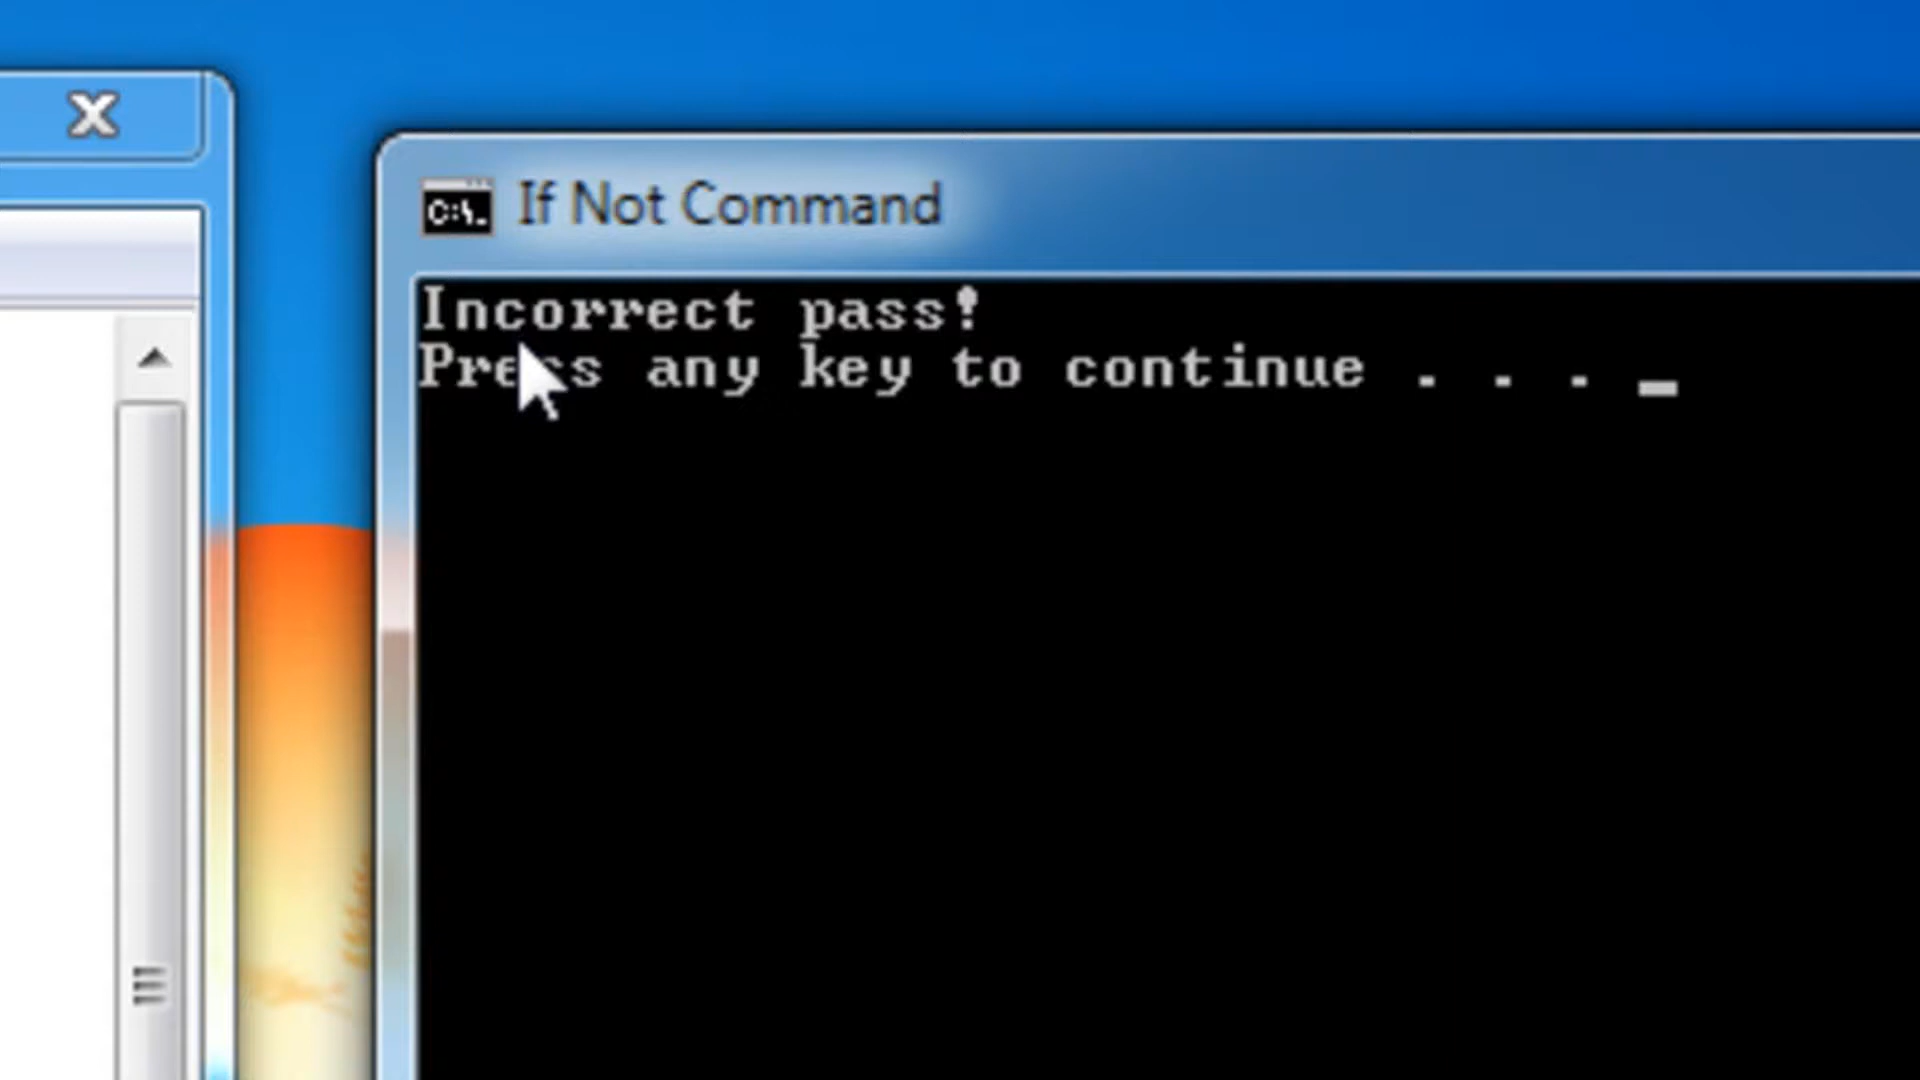 If Not Command
Incorrect pass!
Press any key to continue . . .